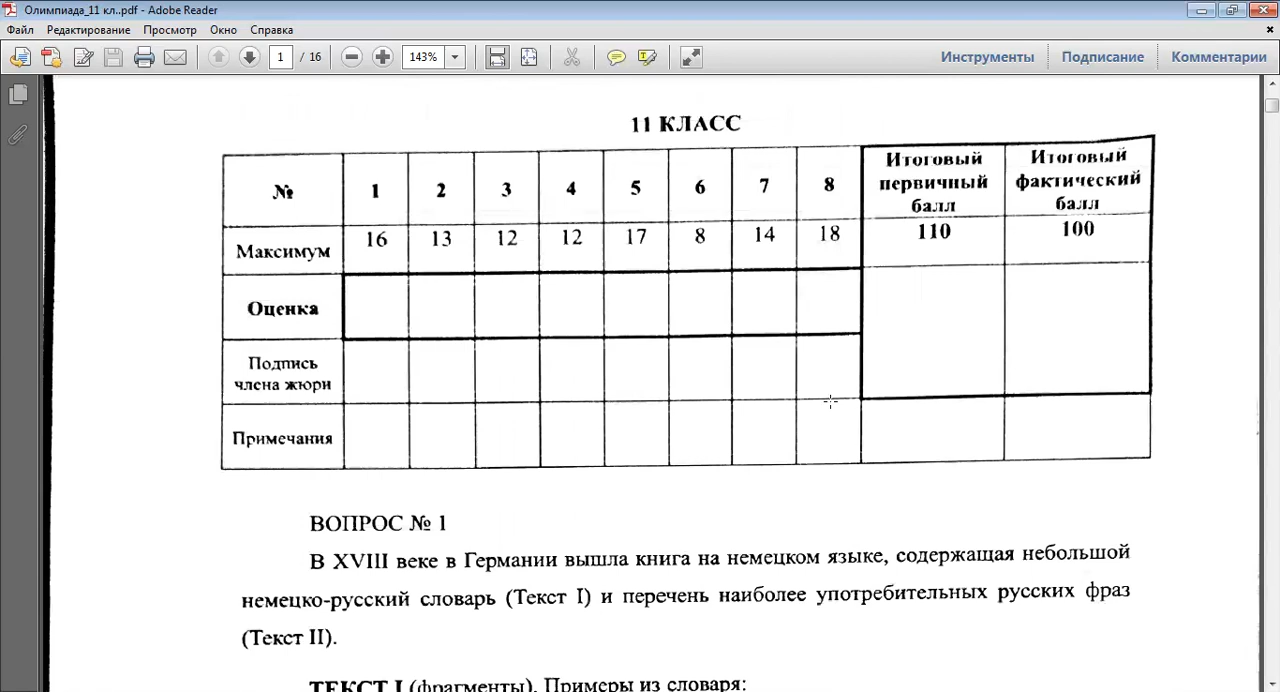 Олимпиада_11 кл..pdf - Adobe Reader
Файл Редактирование Просмотр Окно Справка
1 / 16 143% Инструменты Подписание Комментарии
11 КЛАСС
№ 1 2 3 4 5 6 7 8 Итоговый первичный балл Итоговый фактический балл
Максимум 16 13 12 12 17 8 14 18 110 100
Оценка
Подпись
члена жюри
Примечания
ВОПРОС № 1
В XVIII веке в Германии вышла книга на немецком языке, содержащая небольшой
немецко-русский словарь (Текст I) и перечень наиболее употребительных русских фраз
(Текст II).
ТЕКСТ I (фрагменты). Примеры из словаря: